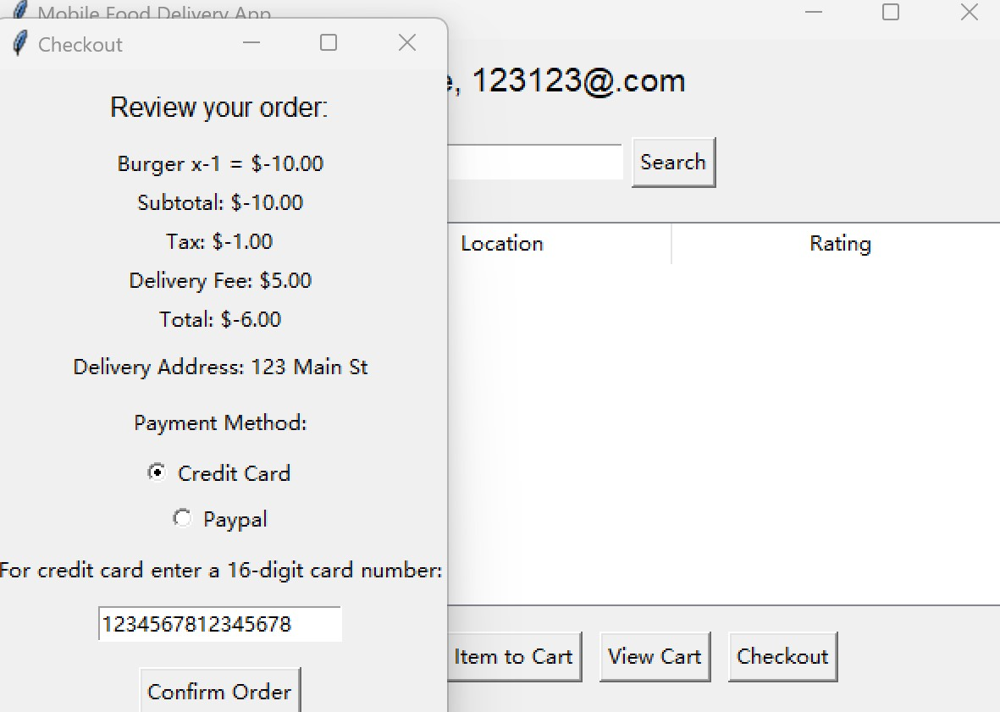 Mobile Food Delivery App
Checkout
e, 123123@.com
Review your order:
Burger x-1 = $-10.00
Subtotal: $-10.00
Tax: $-1.00
Delivery Fee: $5.00
Total: $-6.00
Delivery Address: 123 Main St
Payment Method:
Credit Card
Paypal
For credit card enter a 16-digit card number:
1234567812345678
Confirm Order
Search
Location Rating
Item to Cart View Cart Checkout